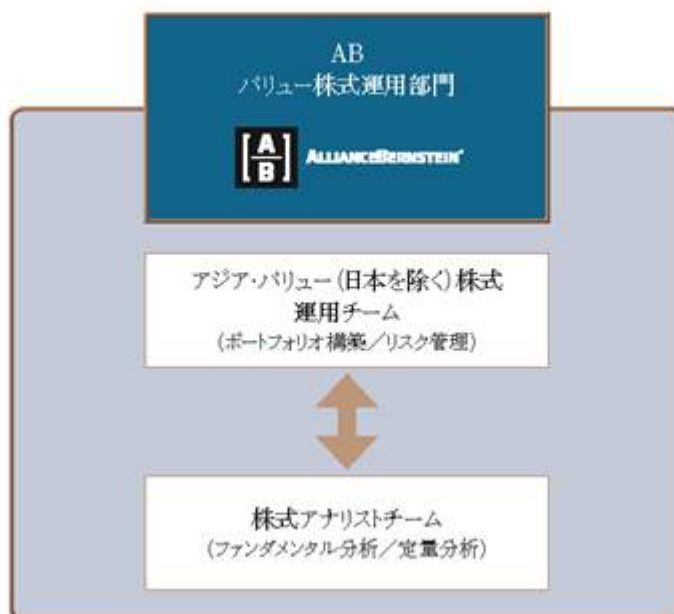 AB
バリュー株式運用部門
[A/B] ALLIANCEBERNSTEIN®
アジア・バリュー(日本を除く)株式
運用チーム
(ポートフォリオ構築/リスク管理)
株式アナリストチーム
(ファンダメンタル分析/定量分析)